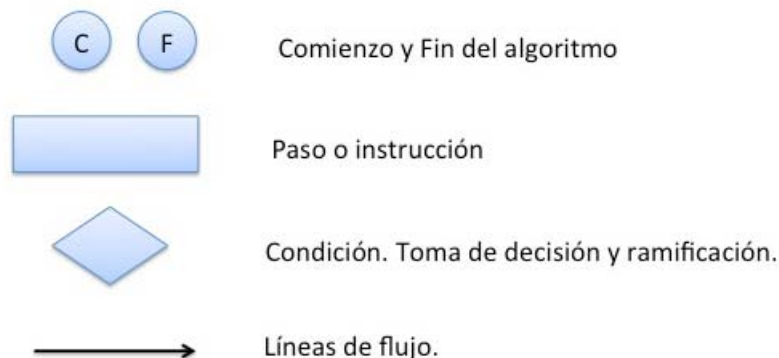 C F Comienzo y Fin del algoritmo
Paso o instrucción
Condición. Toma de decisión y ramificación.
Líneas de flujo.